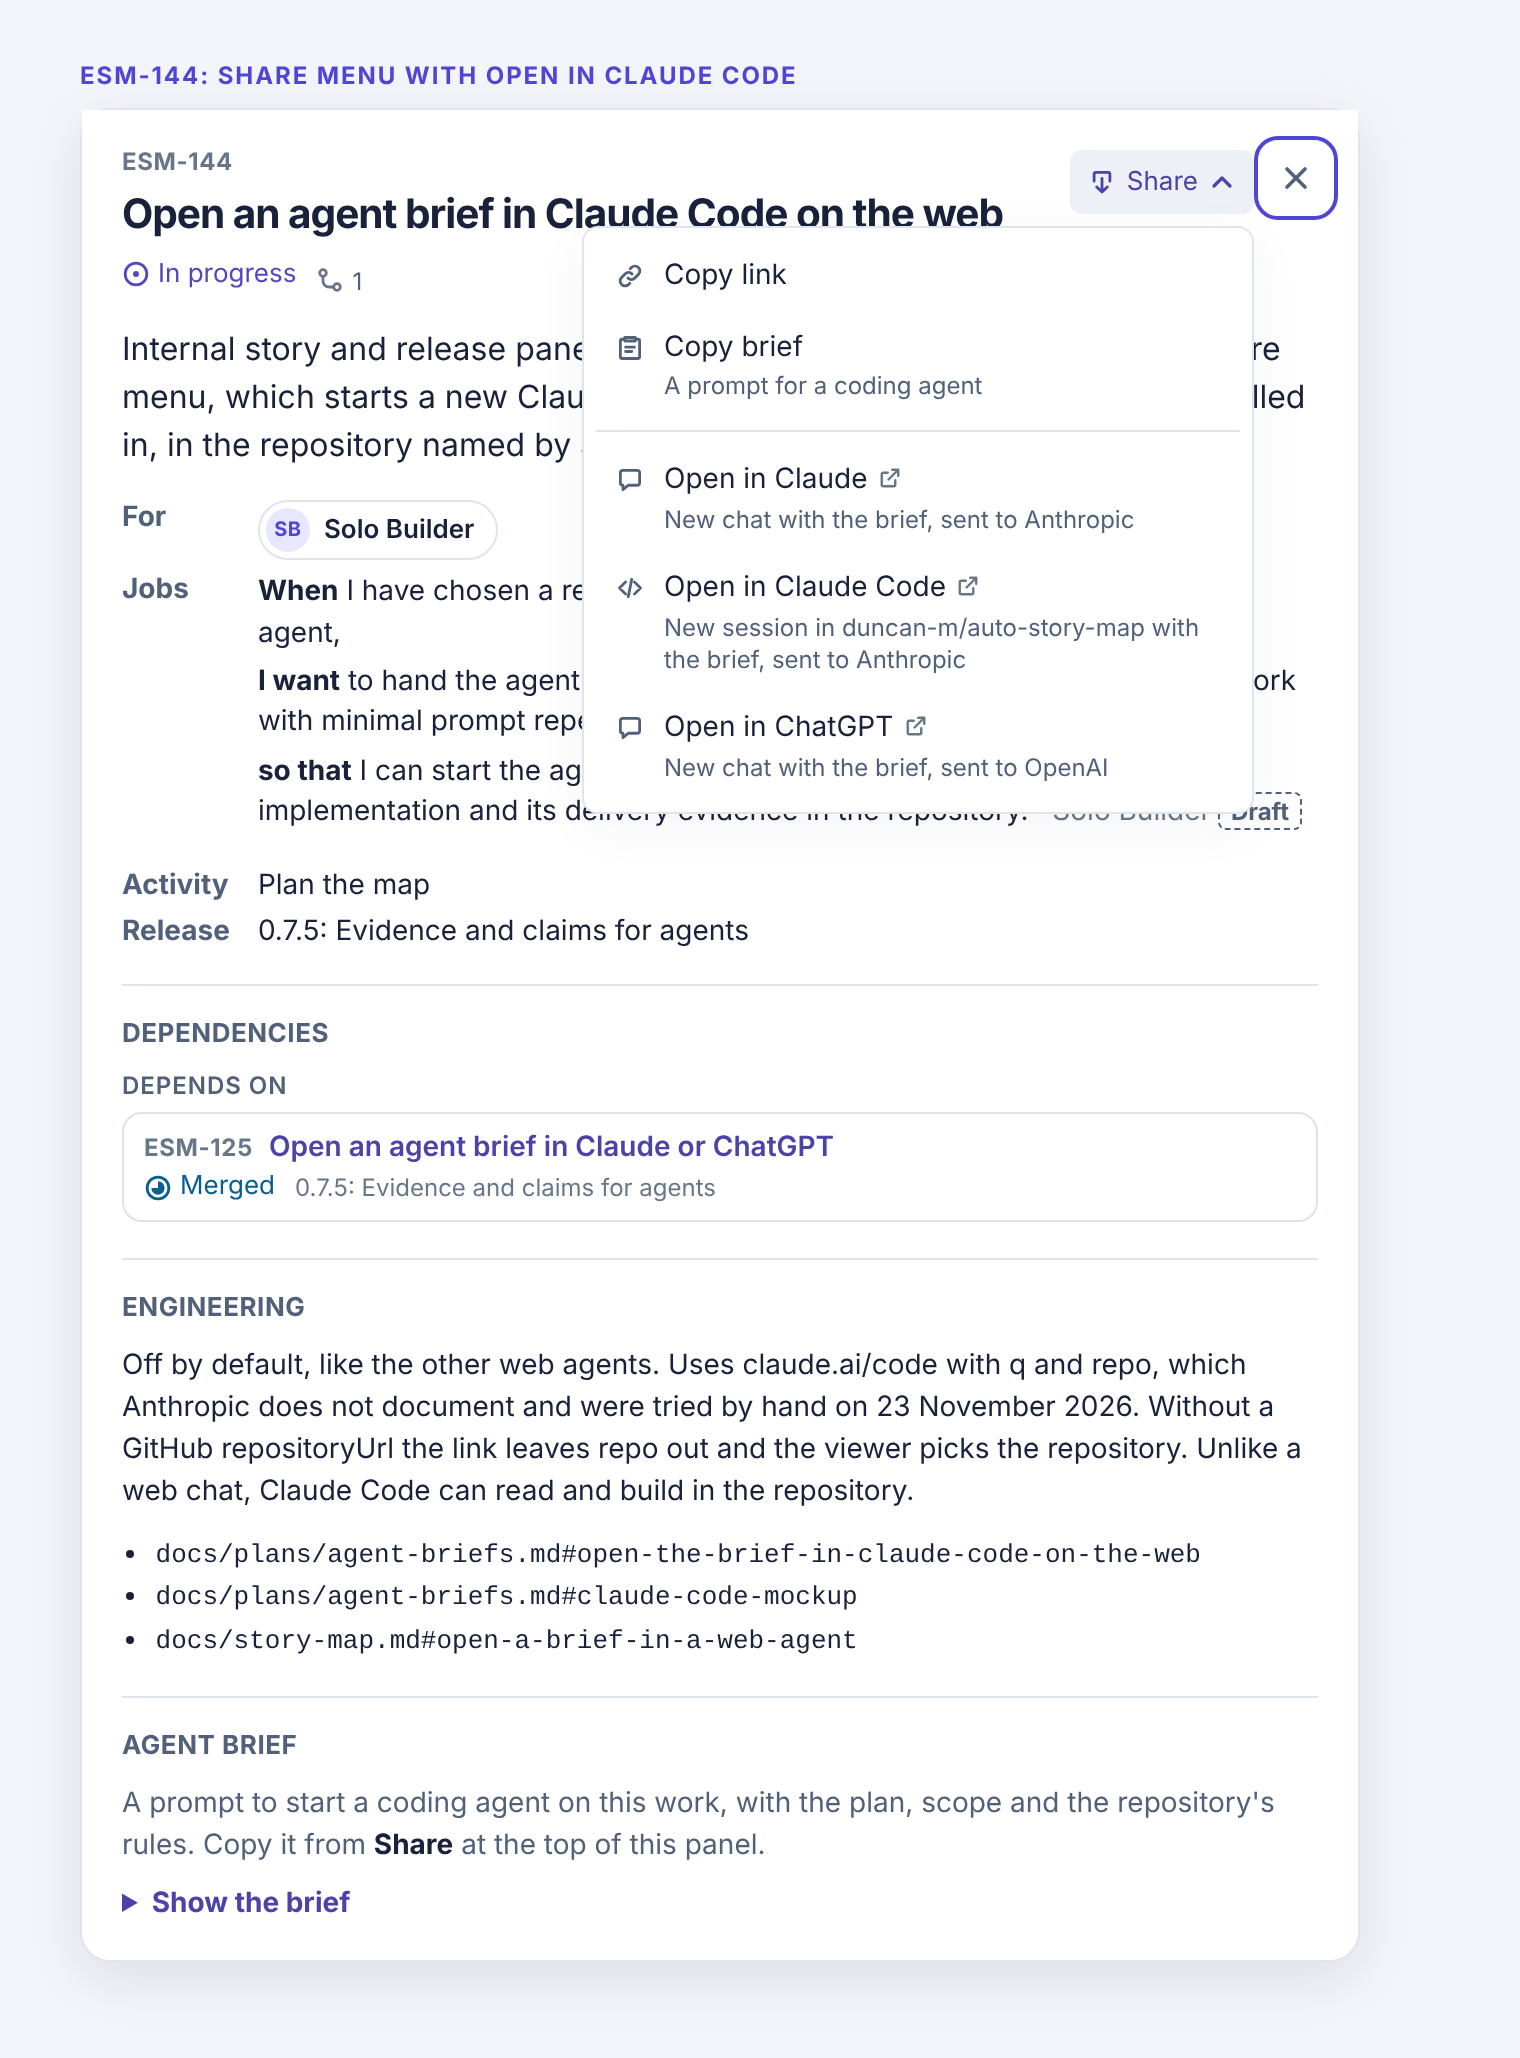 ESM-144: SHARE MENU WITH OPEN IN CLAUDE CODE
ESM-144
Share
Open an agent brief in Claude Code on the web
In progress 1
Copy link
Internal story and release pane re
Copy brief
A prompt for a coding agent
menu, which starts a new Clau lled
in, in the repository named by
Open in Claude
New chat with the brief, sent to Anthropic
For SB Solo Builder
Open in Claude Code
New session in duncan-m/auto-story-map with
the brief, sent to Anthropic
Jobs When I have chosen a re
agent,
I want to hand the agent ork
with minimal prompt repe
Open in ChatGPT
New chat with the brief, sent to OpenAI
so that I can start the ag
implementation and its delivery evidence in the repository. Solo Builder Draft
Activity Plan the map
Release 0.7.5: Evidence and claims for agents
DEPENDENCIES
DEPENDS ON
ESM-125 Open an agent brief in Claude or ChatGPT
Merged 0.7.5: Evidence and claims for agents
ENGINEERING
Off by default, like the other web agents. Uses claude.ai/code with q and repo, which
Anthropic does not document and were tried by hand on 23 November 2026. Without a
GitHub repositoryUrl the link leaves repo out and the viewer picks the repository. Unlike a
web chat, Claude Code can read and build in the repository.
• docs/plans/agent-briefs.md#open-the-brief-in-claude-code-on-the-web
• docs/plans/agent-briefs.md#claude-code-mockup
• docs/story-map.md#open-a-brief-in-a-web-agent
AGENT BRIEF
A prompt to start a coding agent on this work, with the plan, scope and the repository's
rules. Copy it from Share at the top of this panel.
Show the brief